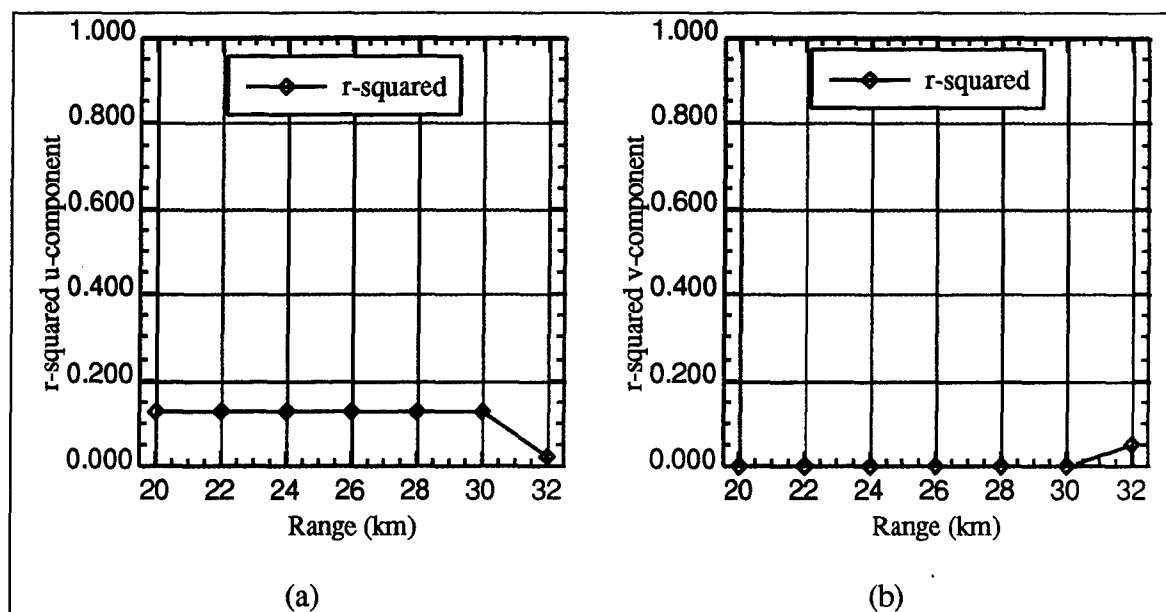 r-squared u-component
1.000
0.800
0.600
0.400
0.200
0.000
r-squared
20 22 24 26 28 30 32
Range (km)
(a)
r-squared v-component
1.000
0.800
0.600
0.400
0.200
0.000
r-squared
20 22 24 26 28 30 32
Range (km)
(b)